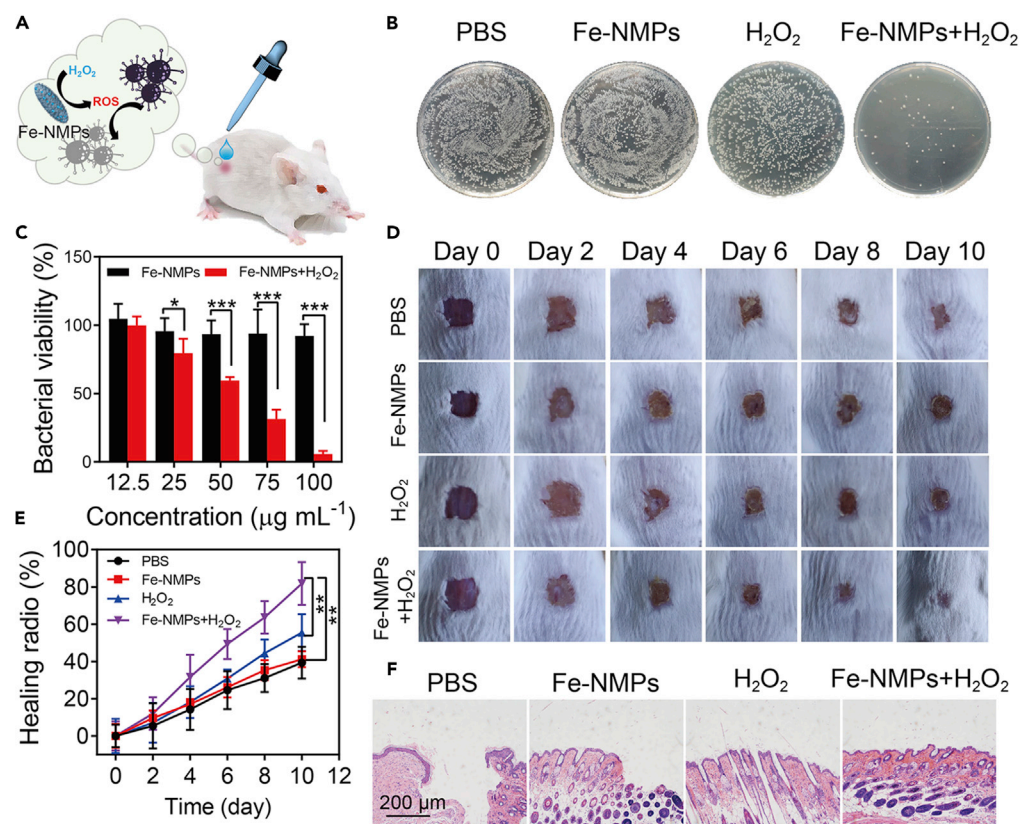 A
H₂O₂
ROS
Fe-NMPs
B
PBS Fe-NMPs H₂O₂ Fe-NMPs+H₂O₂
C
Bacterial viability (%)
150
100
50
0
Fe-NMPs Fe-NMPs+H₂O₂
* *** *** ***
12.5 25 50 75 100
Concentration (μg mL⁻¹)
D
Day 0 Day 2 Day 4 Day 6 Day 8 Day 10
PBS
Fe-NMPs
H₂O₂
Fe-NMPs
+H₂O₂
E
Healing radio (%)
100
80
60
40
20
0
PBS
Fe-NMPs
H₂O₂
Fe-NMPs+H₂O₂
**
**
0 2 4 6 8 10 12
Time (day)
F
PBS Fe-NMPs H₂O₂ Fe-NMPs+H₂O₂
200 μm